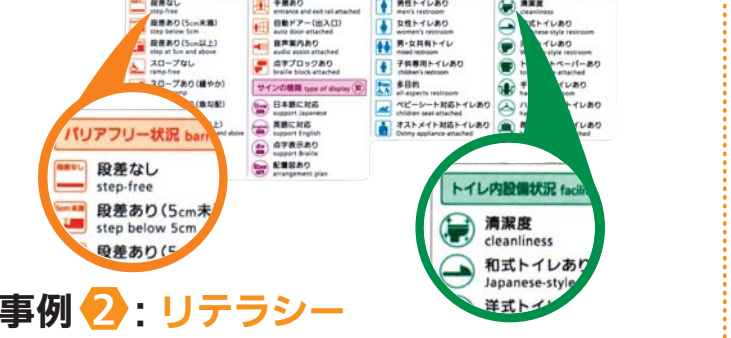 段差なし
step-free
段差あり(5cm未満)
step below 5cm
段差あり(5cm以上)
step at 5cm and above
スロープなし
ramp-free
スロープあり(緩やか)
手摺あり
entrance and exit rail-attached
自動ドアー(出入口)
auto door-attached
音声案内あり
audio assist-attached
点字ブロックあり
braille block-attached
サインの種類 type of display
日本語に対応
support Japanese
英語に対応
support English
点字表示あり
support Braille
配置図あり
arrangement plan
男性トイレあり
men's restroom
女性トイレあり
women's restroom
男・女共有トイレ
mixed restroom
子供専用トイレあり
children's restroom
多目的
all-aspects restroom
ベビーシート対応トイレあり
children seat-attached
オストメイト対応トイレあり
Ostmy appliance-attached
清潔度
cleanliness
バリアフリー状況 barr
段差なし
step-free
段差あり(5cm未
step below 5cm
段差あり(5
トイレ内設備状況 facili
清潔度
cleanliness
和式トイレあり
Japanese-style
洋式トイ
事例2:リテラシー